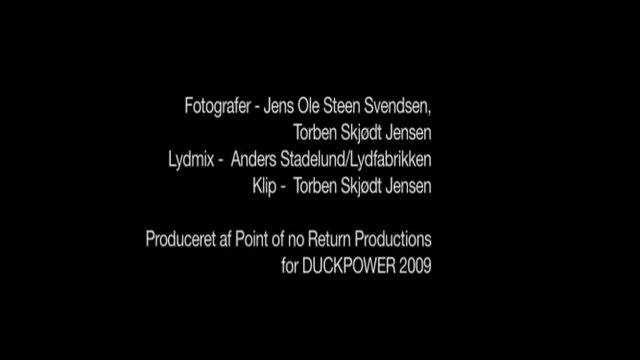 Fotografer - Jens Ole Steen Svendsen,
Torben Skjødt Jensen
Lydmix - Anders Stadelund/Lydfabrikken
Klip - Torben Skjødt Jensen
Produceret af Point of no Return Productions
for DUCKPOWER 2009